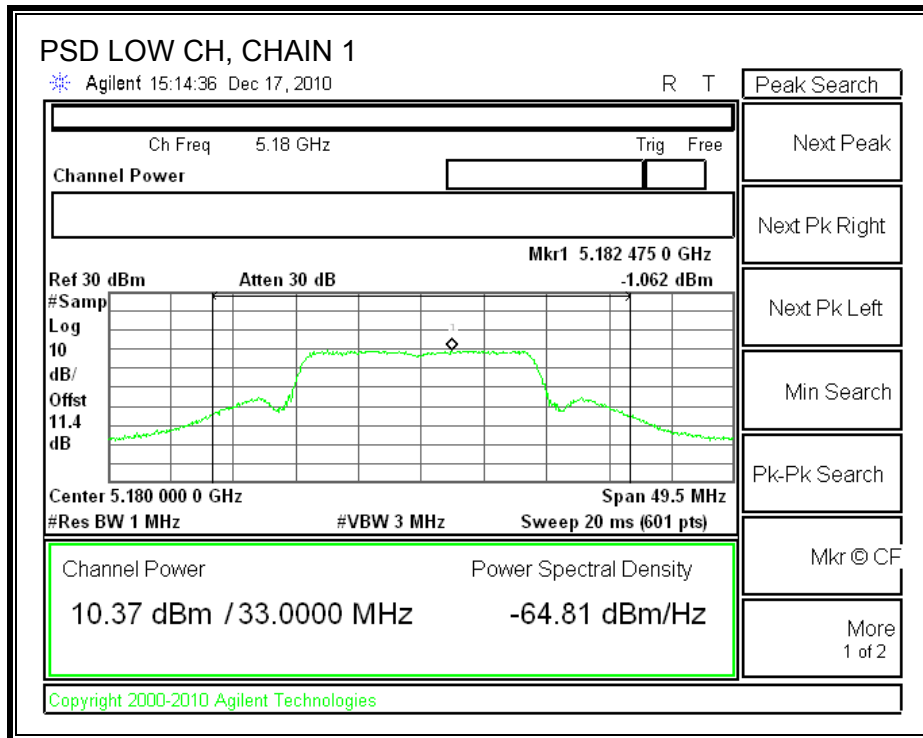 PSD LOW CH, CHAIN 1
Agilent 15:14:36 Dec 17, 2010 R T
Peak Search
Ch Freq 5.18 GHz Trig Free
Channel Power
Next Peak
Next Pk Right
Mkr1 5.182 475 0 GHz
Ref 30 dBm Atten 30 dB -1.062 dBm
#Samp
Log
10
dB/
Offst
11.4
dB
1
Next Pk Left
Min Search
Pk-Pk Search
Center 5.180 000 0 GHz Span 49.5 MHz
#Res BW 1 MHz #VBW 3 MHz Sweep 20 ms (601 pts)
Channel Power Power Spectral Density
10.37 dBm / 33.0000 MHz -64.81 dBm/Hz
Mkr © CF
More
1 of 2
Copyright 2000-2010 Agilent Technologies